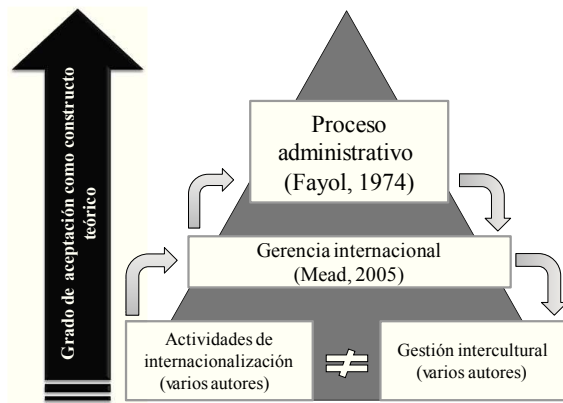 Grado de aceptación como constructo
teórico
Proceso
administrativo
(Fayol, 1974)
Gerencia internacional
(Mead, 2005)
Actividades de
internacionalización
(varios autores)
≠
Gestión intercultural
(varios autores)